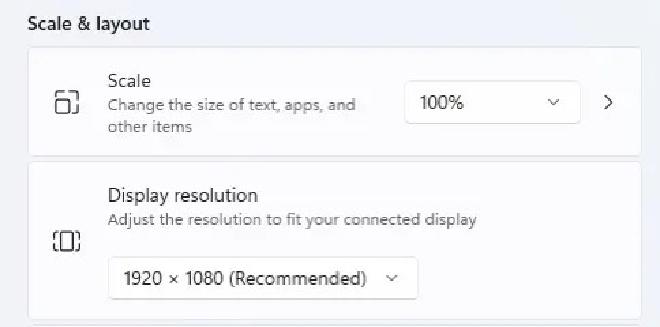 Scale & layout
Scale
Change the size of text, apps, and
other items
100%
Display resolution
Adjust the resolution to fit your connected display
1920 × 1080 (Recommended)